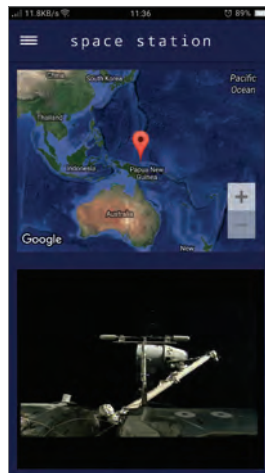 11.8KB/s 11:36 89%
space station
China
South Korea
Pacific
Ocean
Thailand
Indonesia
Papua New
Guinea
Australia
Google
New